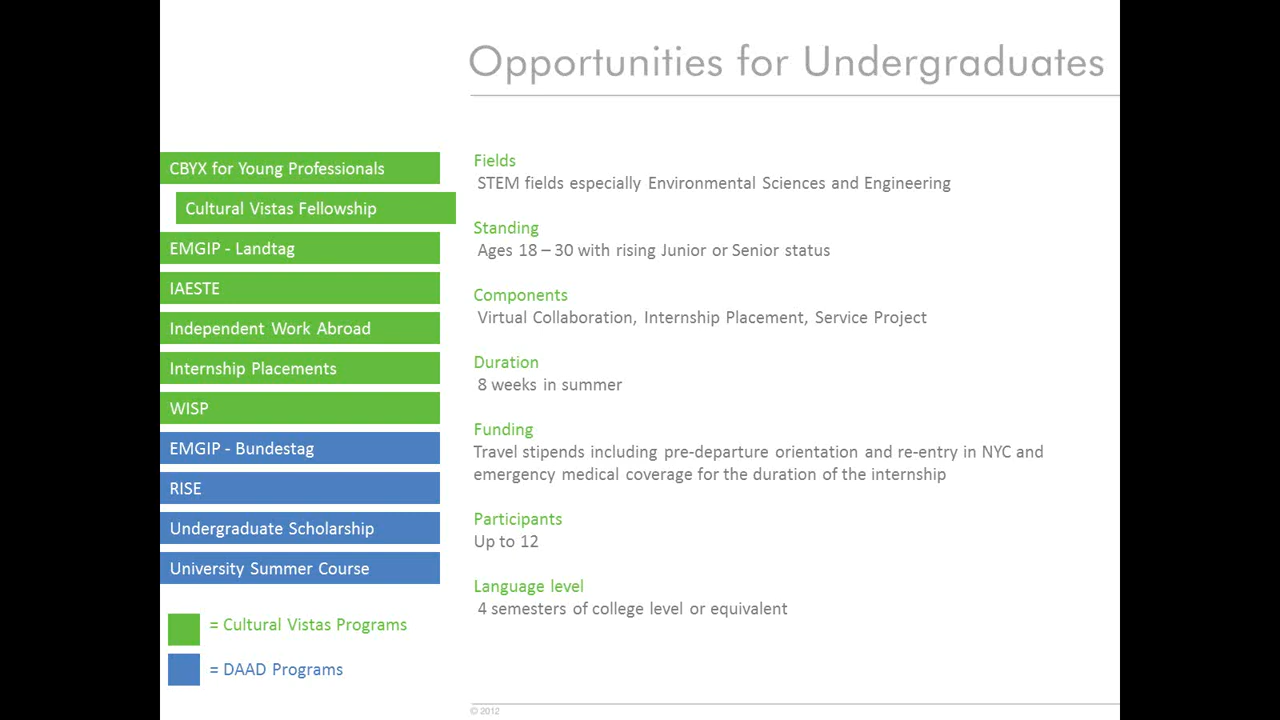 Opportunities for Undergraduates
CBYX for Young Professionals
Cultural Vistas Fellowship
EMGIP - Landtag
IAESTE
Independent Work Abroad
Internship Placements
WISP
EMGIP - Bundestag
RISE
Undergraduate Scholarship
University Summer Course
= Cultural Vistas Programs
= DAAD Programs
Fields
STEM fields especially Environmental Sciences and Engineering
Standing
Ages 18 – 30 with rising Junior or Senior status
Components
Virtual Collaboration, Internship Placement, Service Project
Duration
8 weeks in summer
Funding
Travel stipends including pre-departure orientation and re-entry in NYC and
emergency medical coverage for the duration of the internship
Participants
Up to 12
Language level
4 semesters of college level or equivalent
© 2012